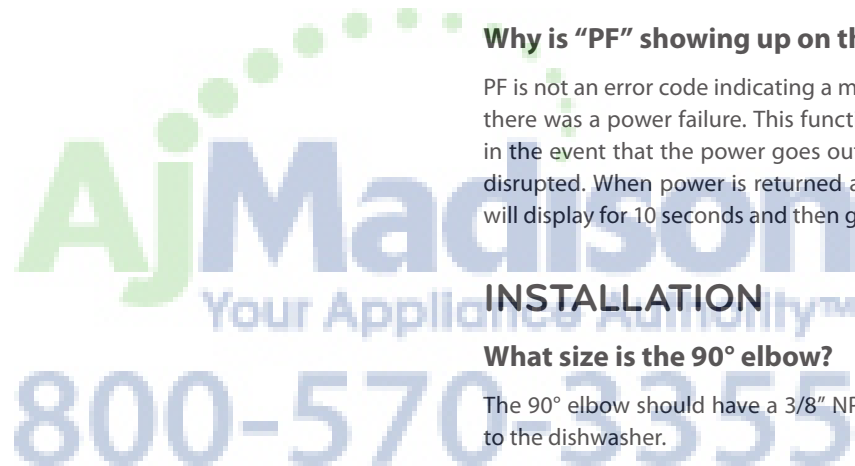 Why is “PF” showing up on th
PF is not an error code indicating a m
there was a power failure. This funct
in the event that the power goes out
disrupted. When power is returned a
will display for 10 seconds and then g
AjMadison
Your Appliance Authority™
INSTALLATION
What size is the 90° elbow?
800-570-3355
The 90° elbow should have a 3/8” NP
to the dishwasher.